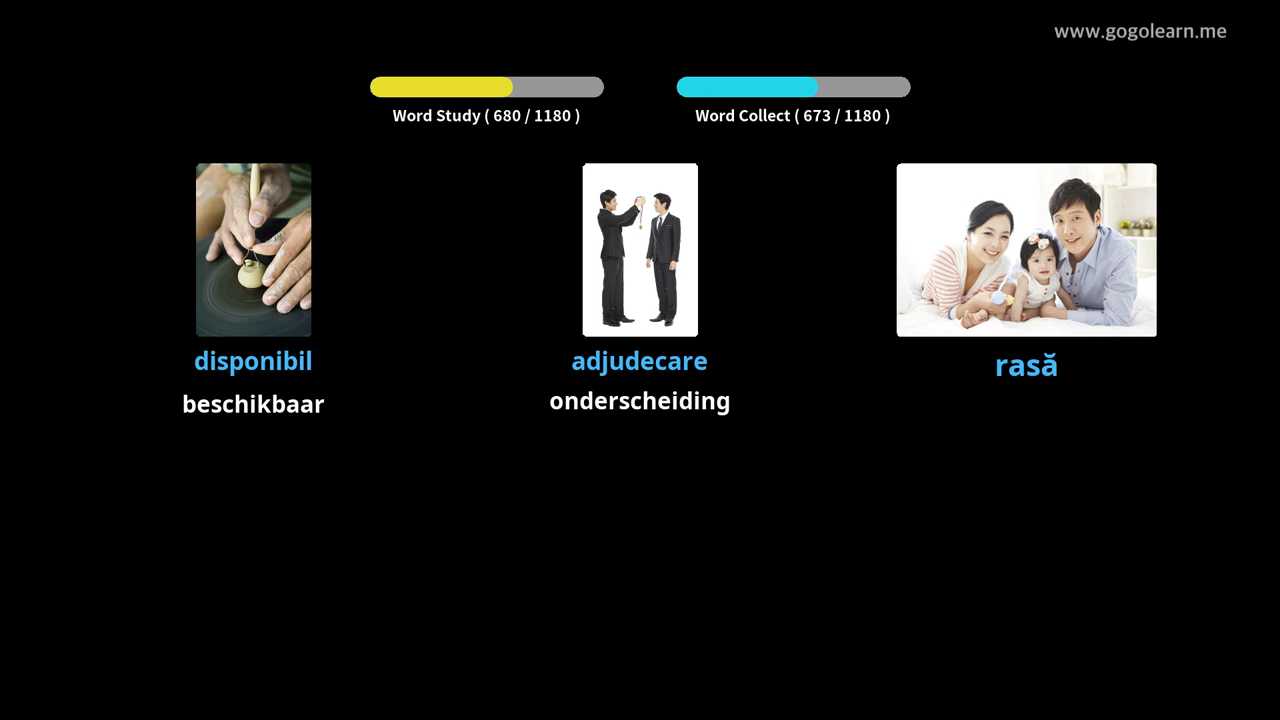 www.gogolearn.me
Word Study ( 680 / 1180 )
Word Collect ( 673 / 1180 )
disponibil
adjudecare
rasă
beschikbaar
onderscheiding